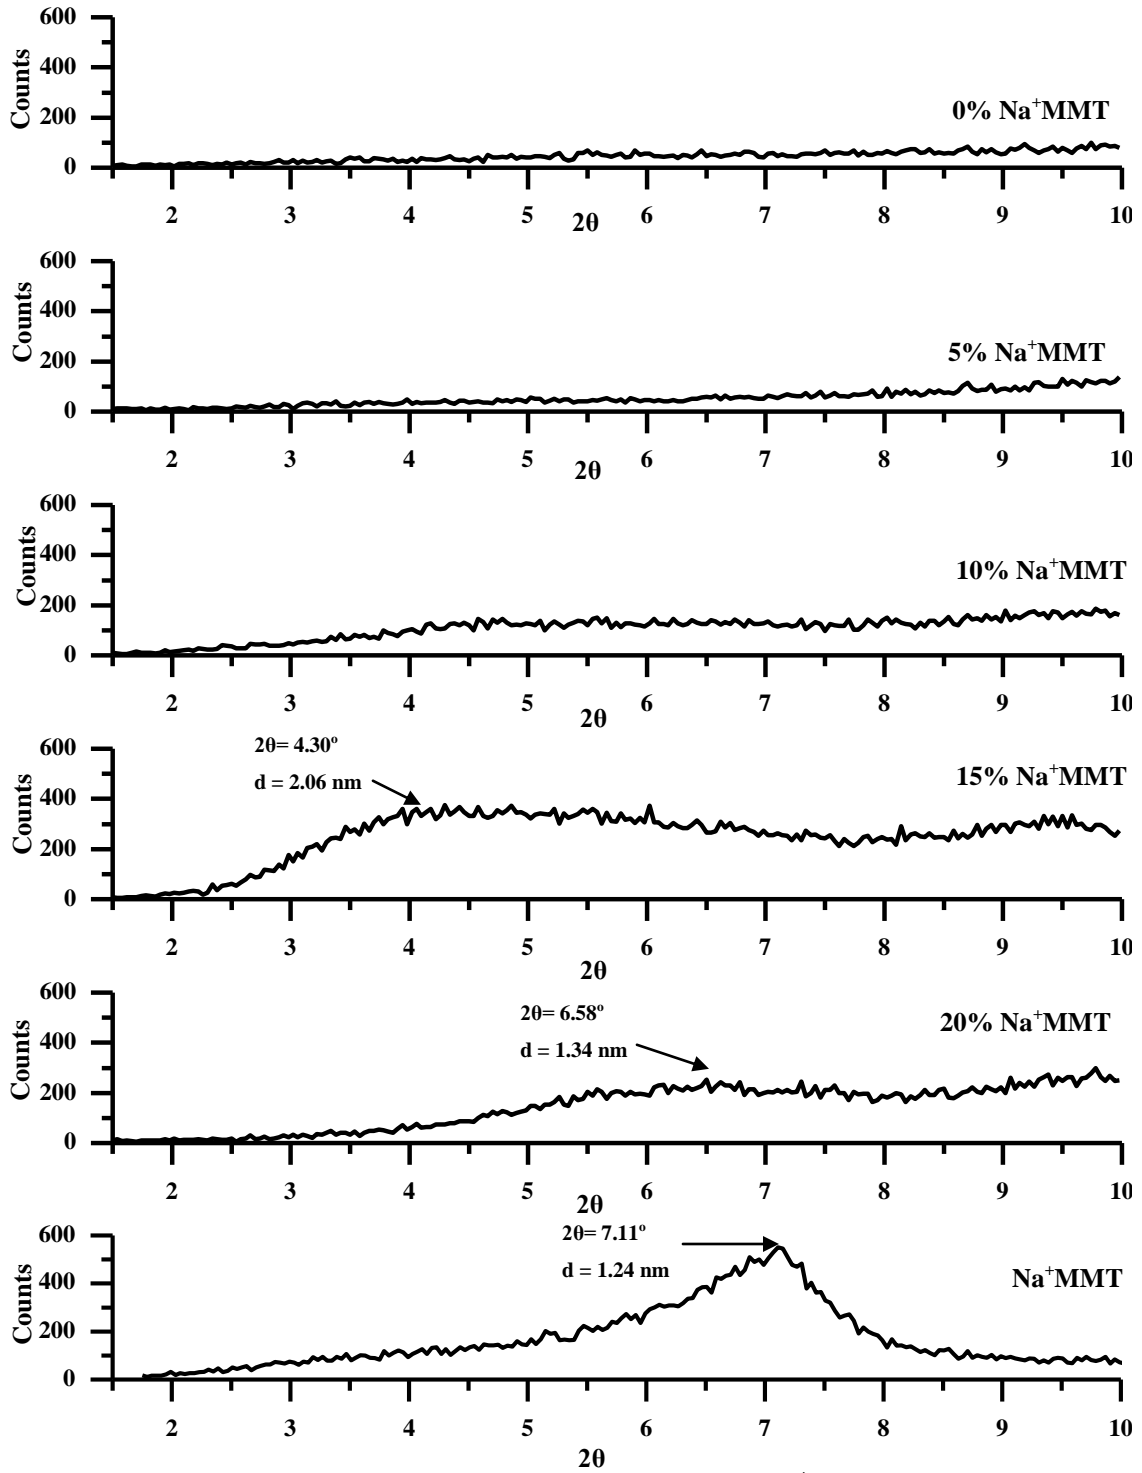 600
400
200
0
Counts
0% Na⁺MMT
2 3 4 5 6 7 8 9 10
2θ
600
400
200
0
Counts
5% Na⁺MMT
2 3 4 5 6 7 8 9 10
2θ
600
400
200
0
Counts
10% Na⁺MMT
2 3 4 5 6 7 8 9 10
2θ
600
400
200
0
Counts
2θ= 4.30º
d = 2.06 nm
15% Na⁺MMT
2 3 4 5 6 7 8 9 10
2θ
600
400
200
0
Counts
2θ= 6.58º
d = 1.34 nm
20% Na⁺MMT
2 3 4 5 6 7 8 9 10
2θ
600
400
200
0
Counts
2θ= 7.11º
d = 1.24 nm
Na⁺MMT
2 3 4 5 6 7 8 9 10
2θ